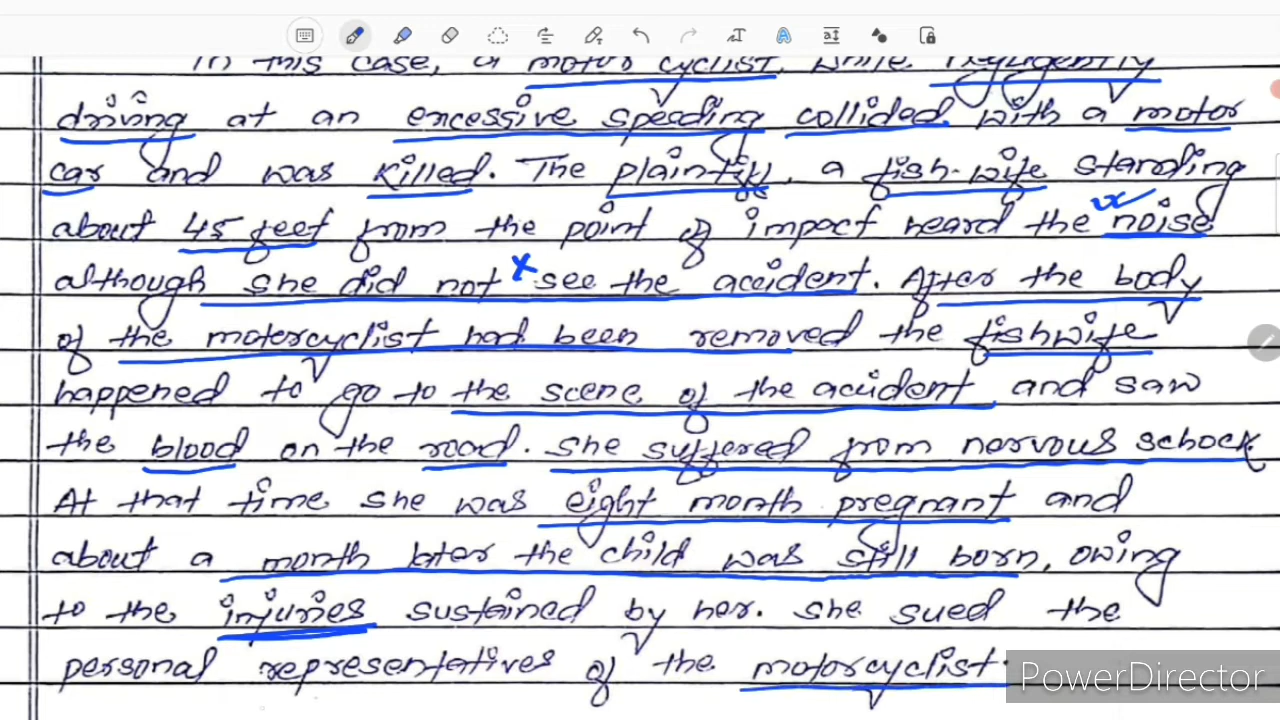 In this case, a motor cyclist while negligently
driving at an excessive speeding collided with a motor
car and was killed. The plaintiff, a fish-wife standing
about 45 feet from the point of impact heard the noise
although she did not see the accident. After the body
of the motorcyclist had been removed the fishwife
happened to go to the scene of the accident and saw
the blood on the road. She suffered from nervous schock
At that time she was eight month pregnant and
about a month later the child was still born, owing
to the injuries sustained by her. She sued the
personal representatives of the motorcyclist.
PowerDirector